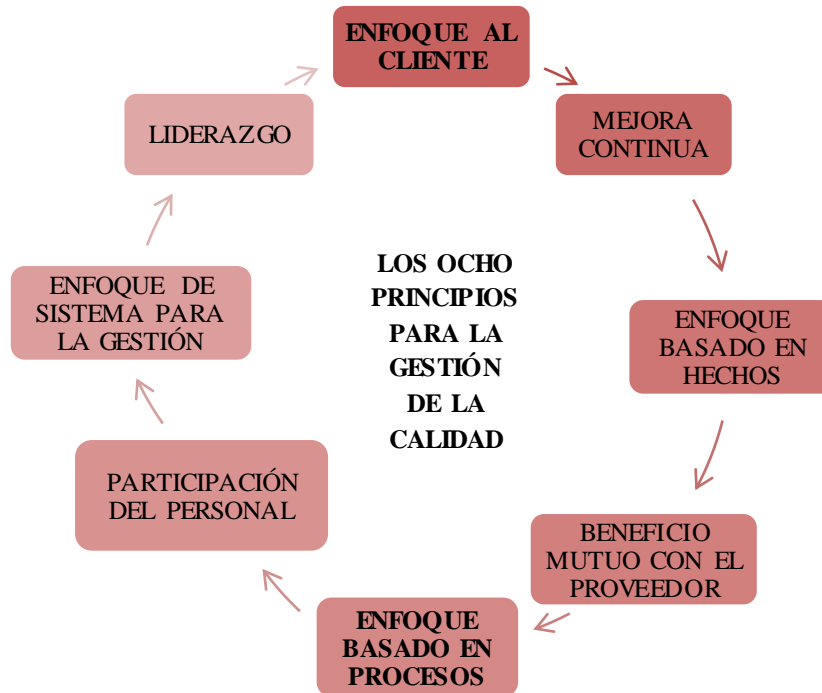 ENFOQUE AL
CLIENTE
MEJORA
CONTINUA
ENFOQUE
BASADO EN
HECHOS
BENEFICIO
MUTUO CON EL
PROVEEDOR
ENFOQUE
BASADO EN
PROCESOS
PARTICIPACIÓN
DEL PERSONAL
ENFOQUE DE
SISTEMA PARA
LA GESTIÓN
LIDERAZGO
LOS OCHO
PRINCIPIOS
PARA LA
GESTIÓN
DE LA
CALIDAD